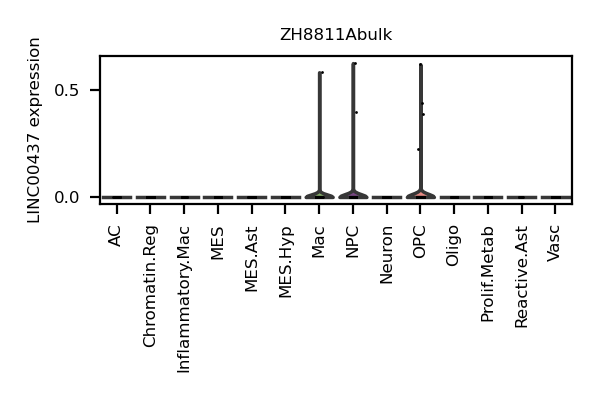 ZH8811Abulk
LINC00437 expression
0.5
0.0
AC
Chromatin.Reg
Inflammatory.Mac
MES
MES.Ast
MES.Hyp
Mac
NPC
Neuron
OPC
Oligo
Prolif.Metab
Reactive.Ast
Vasc